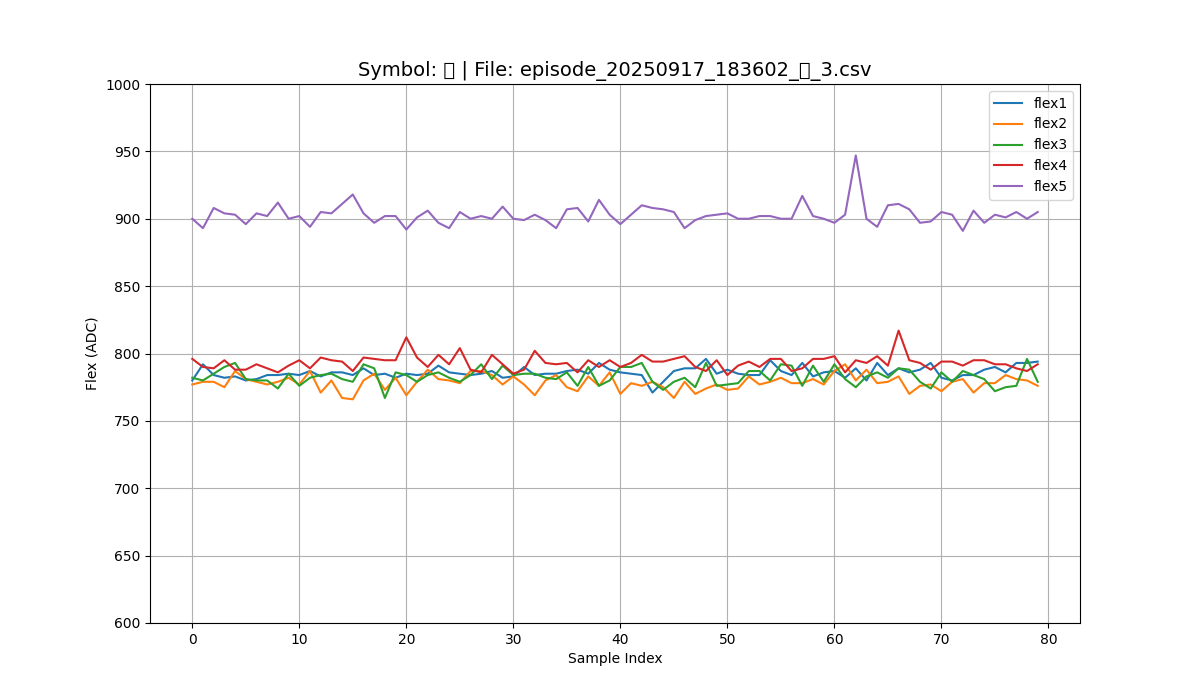 Symbol: ▯ | File: episode_20250917_183602_▯_3.csv
1000
950
900
850
800
750
700
650
600
Flex (ADC)
0 10 20 30 40 50 60 70 80
Sample Index
flex1
flex2
flex3
flex4
flex5